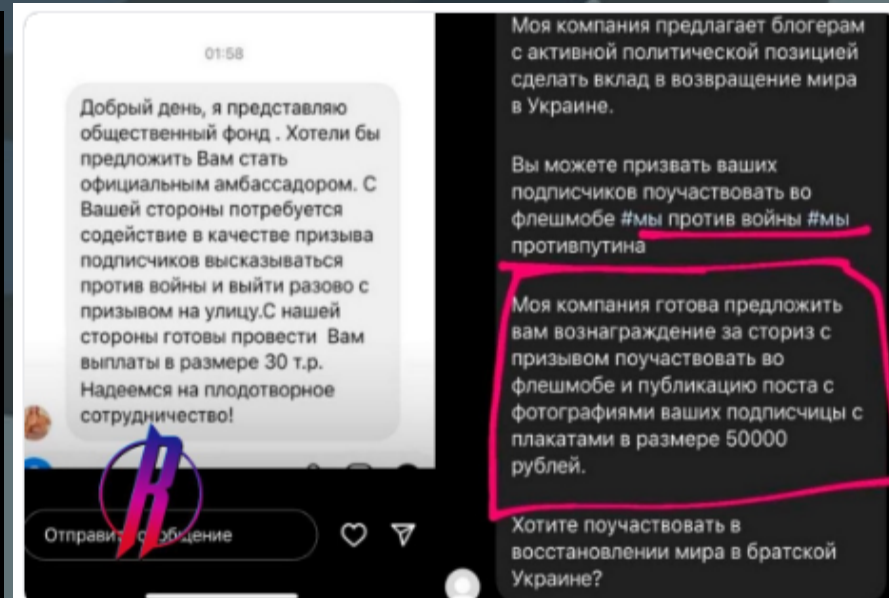 01:58
Добрый день, я представляю
общественный фонд . Хотели бы
предложить Вам стать
официальным амбассадором. С
Вашей стороны потребуется
содействие в качестве призыва
подписчиков высказываться
против войны и выйти разово с
призывом на улицу.С нашей
стороны готовы провести Вам
выплаты в размере 30 т.р.
Надеемся на плодотворное
сотрудничество!
R
Моя компания предлагает блогерам
с активной политической позицией
сделать вклад в возвращение мира
в Украине.
Вы можете призвать ваших
подписчиков поучаствовать во
флешмобе #мы против войны #мы
противпутина
Моя компания готова предложить
вам вознаграждение за сториз с
призывом поучаствовать во
флешмобе и публикацию поста с
фотографиями ваших подписчицы с
плакатами в размере 50000
рублей.
Хотите поучаствовать в
восстановлении мира в братской
Украине?